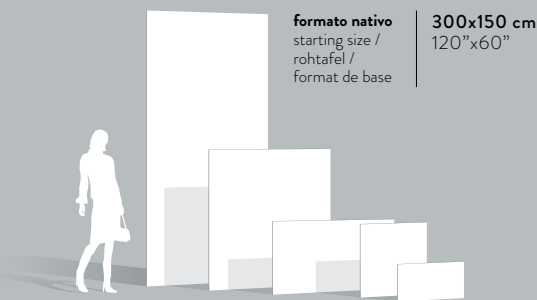 formato nativo
starting size /
rohtafel /
format de base
300x150 cm
120”x60”